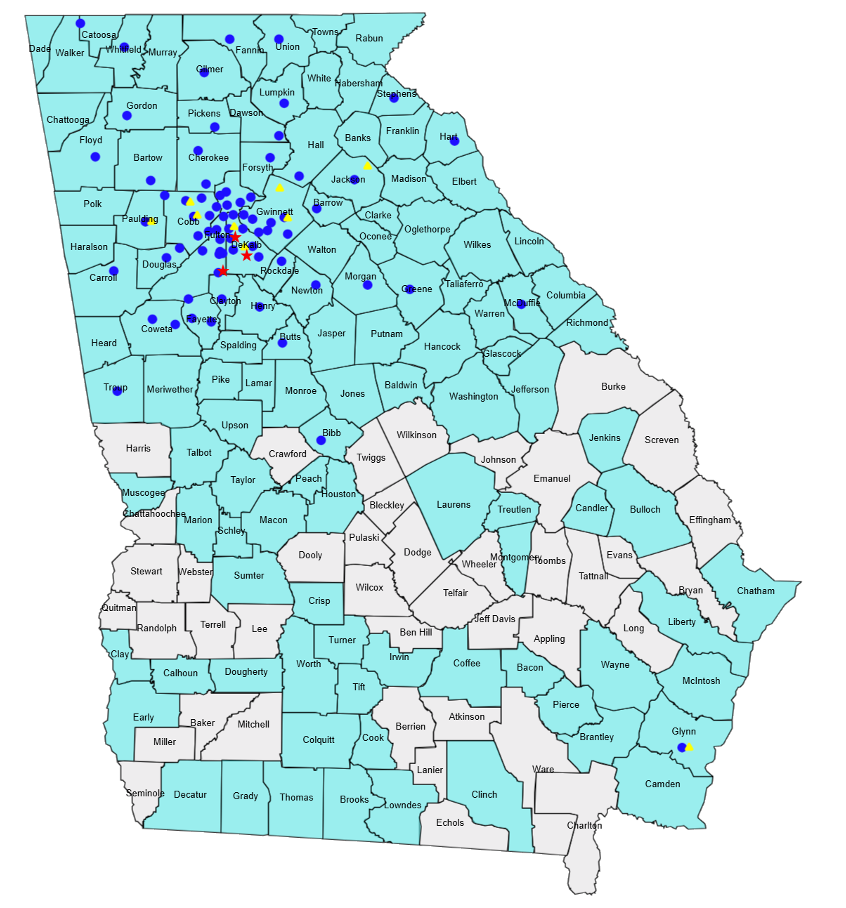 Dade
Catoosa
Walker
Whitfield
Murray
Fannin
Union
Towns
Rabun
Gilmer
White
Habersham
Lumpkin
Stephens
Chattooga
Gordon
Pickens
Dawson
Floyd
Bartow
Cherokee
Forsyth
Hall
Banks
Franklin
Hart
Jackson
Madison
Elbert
Polk
Paulding
Cobb
Gwinnett
Barrow
Clarke
Oconee
Oglethorpe
Wilkes
Lincoln
Haralson
Fulton
DeKalb
Walton
Douglas
Rockdale
Carroll
Newton
Morgan
Greene
Taliaferro
McDuffie
Columbia
Warren
Richmond
Clayton
Henry
Fayette
Coweta
Heard
Spalding
Butts
Jasper
Putnam
Hancock
Glascock
Troup
Meriwether
Pike
Lamar
Monroe
Jones
Baldwin
Washington
Jefferson
Burke
Upson
Bibb
Wilkinson
Harris
Talbot
Crawford
Twiggs
Johnson
Jenkins
Screven
Emanuel
Muscogee
Taylor
Peach
Houston
Bleckley
Laurens
Treutlen
Candler
Bulloch
Effingham
Chattahoochee
Marion
Schley
Macon
Pulaski
Dooly
Dodge
Wheeler
Montgomery
Toombs
Tattnall
Evans
Bryan
Chatham
Stewart
Webster
Sumter
Crisp
Wilcox
Telfair
Quitman
Randolph
Terrell
Lee
Ben Hill
Jeff Davis
Appling
Long
Liberty
Clay
Calhoun
Dougherty
Worth
Turner
Irwin
Tift
Coffee
Bacon
Wayne
McIntosh
Early
Baker
Mitchell
Miller
Colquitt
Cook
Berrien
Atkinson
Pierce
Brantley
Glynn
Lanier
Ware
Clinch
Camden
Seminole
Decatur
Grady
Thomas
Brooks
Lowndes
Echols
Charlton